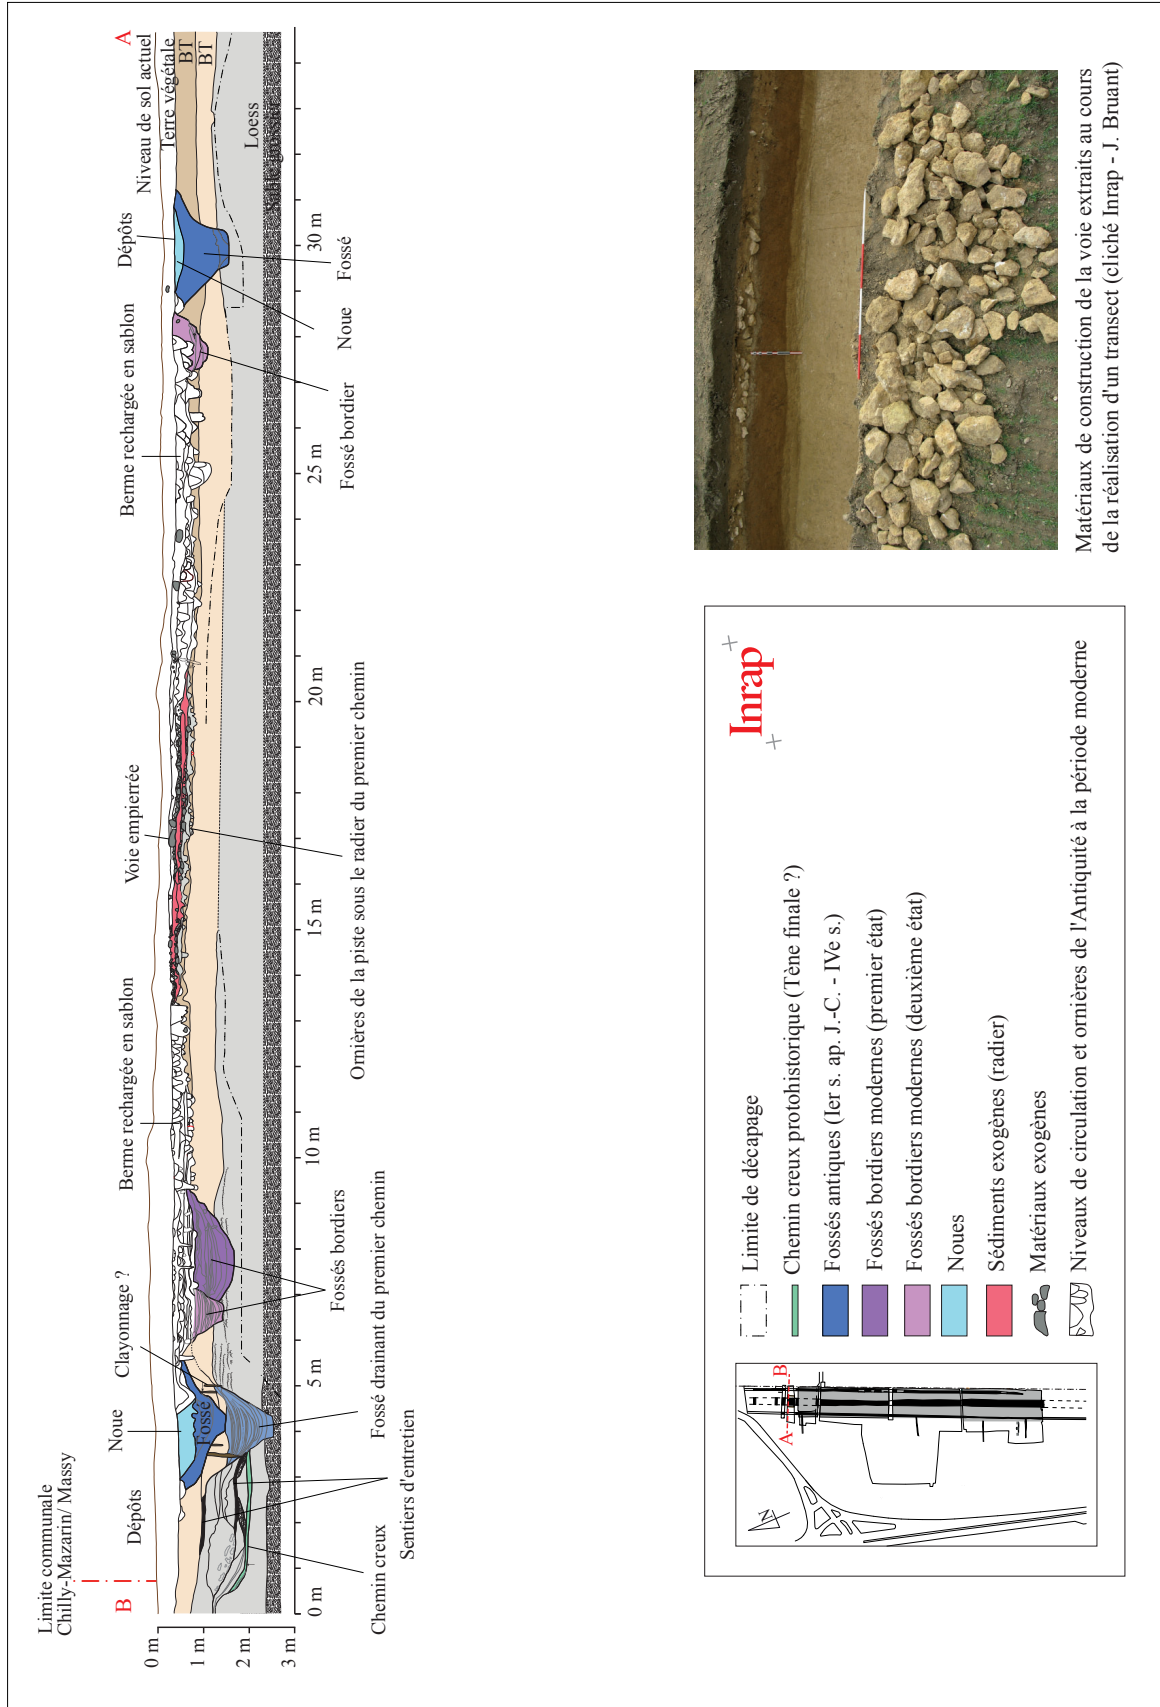 Limite communale
Chilly-Mazarin/ Massy
B
A
Dépôts
Noue
Clayonnage ?
Berme rechargée en sablon
Voie empierrée
Berme rechargée en sablon
Dépôts
Niveau de sol actuel
Terre végétale
BT
BT
Loess
Fossé
0 m
1 m
2 m
3 m
0 m
5 m
10 m
15 m
20 m
25 m
30 m
Chemin creux
Sentiers d'entretien
Fossé drainant du premier chemin
Fossés bordiers
Ornières de la piste sous le radier du premier chemin
Fossé bordier
Noue
Fossé
N
A
B
Limite de décapage
Chemin creux protohistorique (Tène finale ?)
Fossés antiques (Ier s. ap. J.-C. - IVe s.)
Fossés bordiers modernes (premier état)
Fossés bordiers modernes (deuxième état)
Noues
Sédiments exogènes (radier)
Matériaux exogènes
Niveaux de circulation et ornières de l'Antiquité à la période moderne
Inrap
Matériaux de construction de la voie extraits au cours
de la réalisation d'un transect (cliché Inrap - J. Bruant)